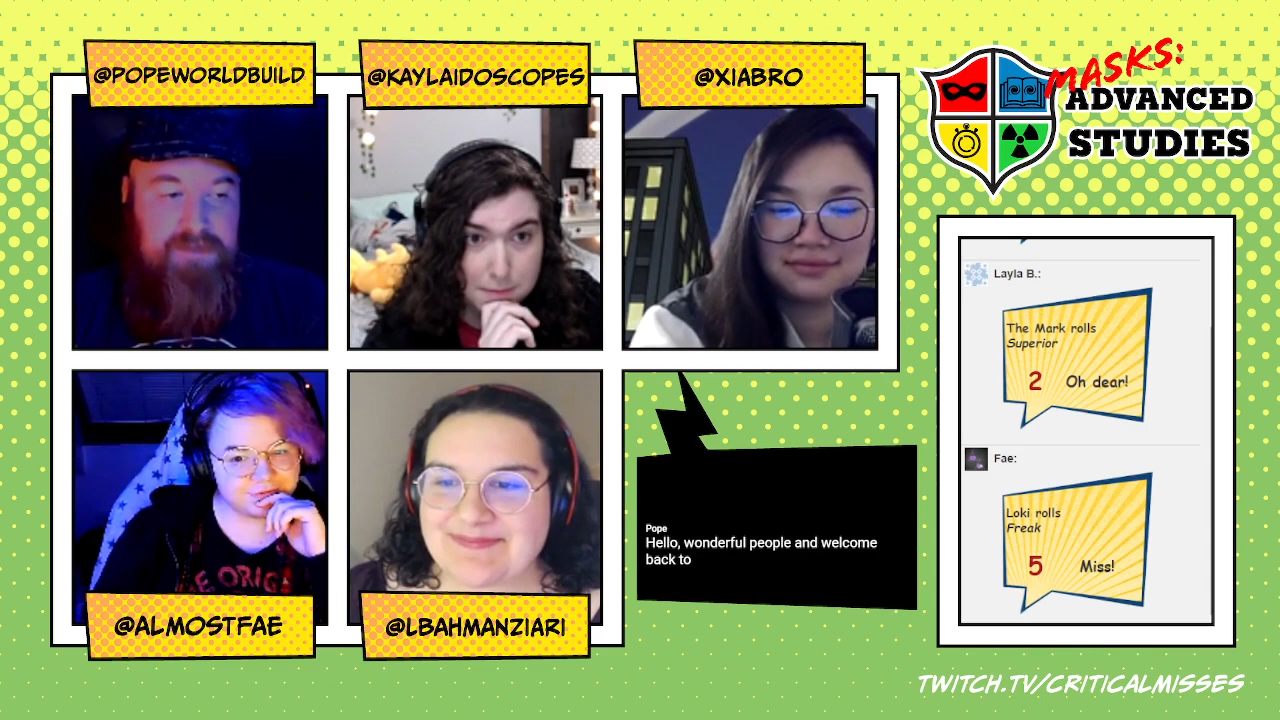 @POPEWORLDBUILD
@KAYLAIDOSCOPES
@XIABRO
MASKS:
ADVANCED
STUDIES
Layla B.:
The Mark rolls
Superior
2 Oh dear!
Fae:
Loki rolls
Freak
5 Miss!
Pope
Hello, wonderful people and welcome
back to
@ALMOSTFAE
@LBAHMANZIARI
TWITCH.TV/CRITICALMISSES